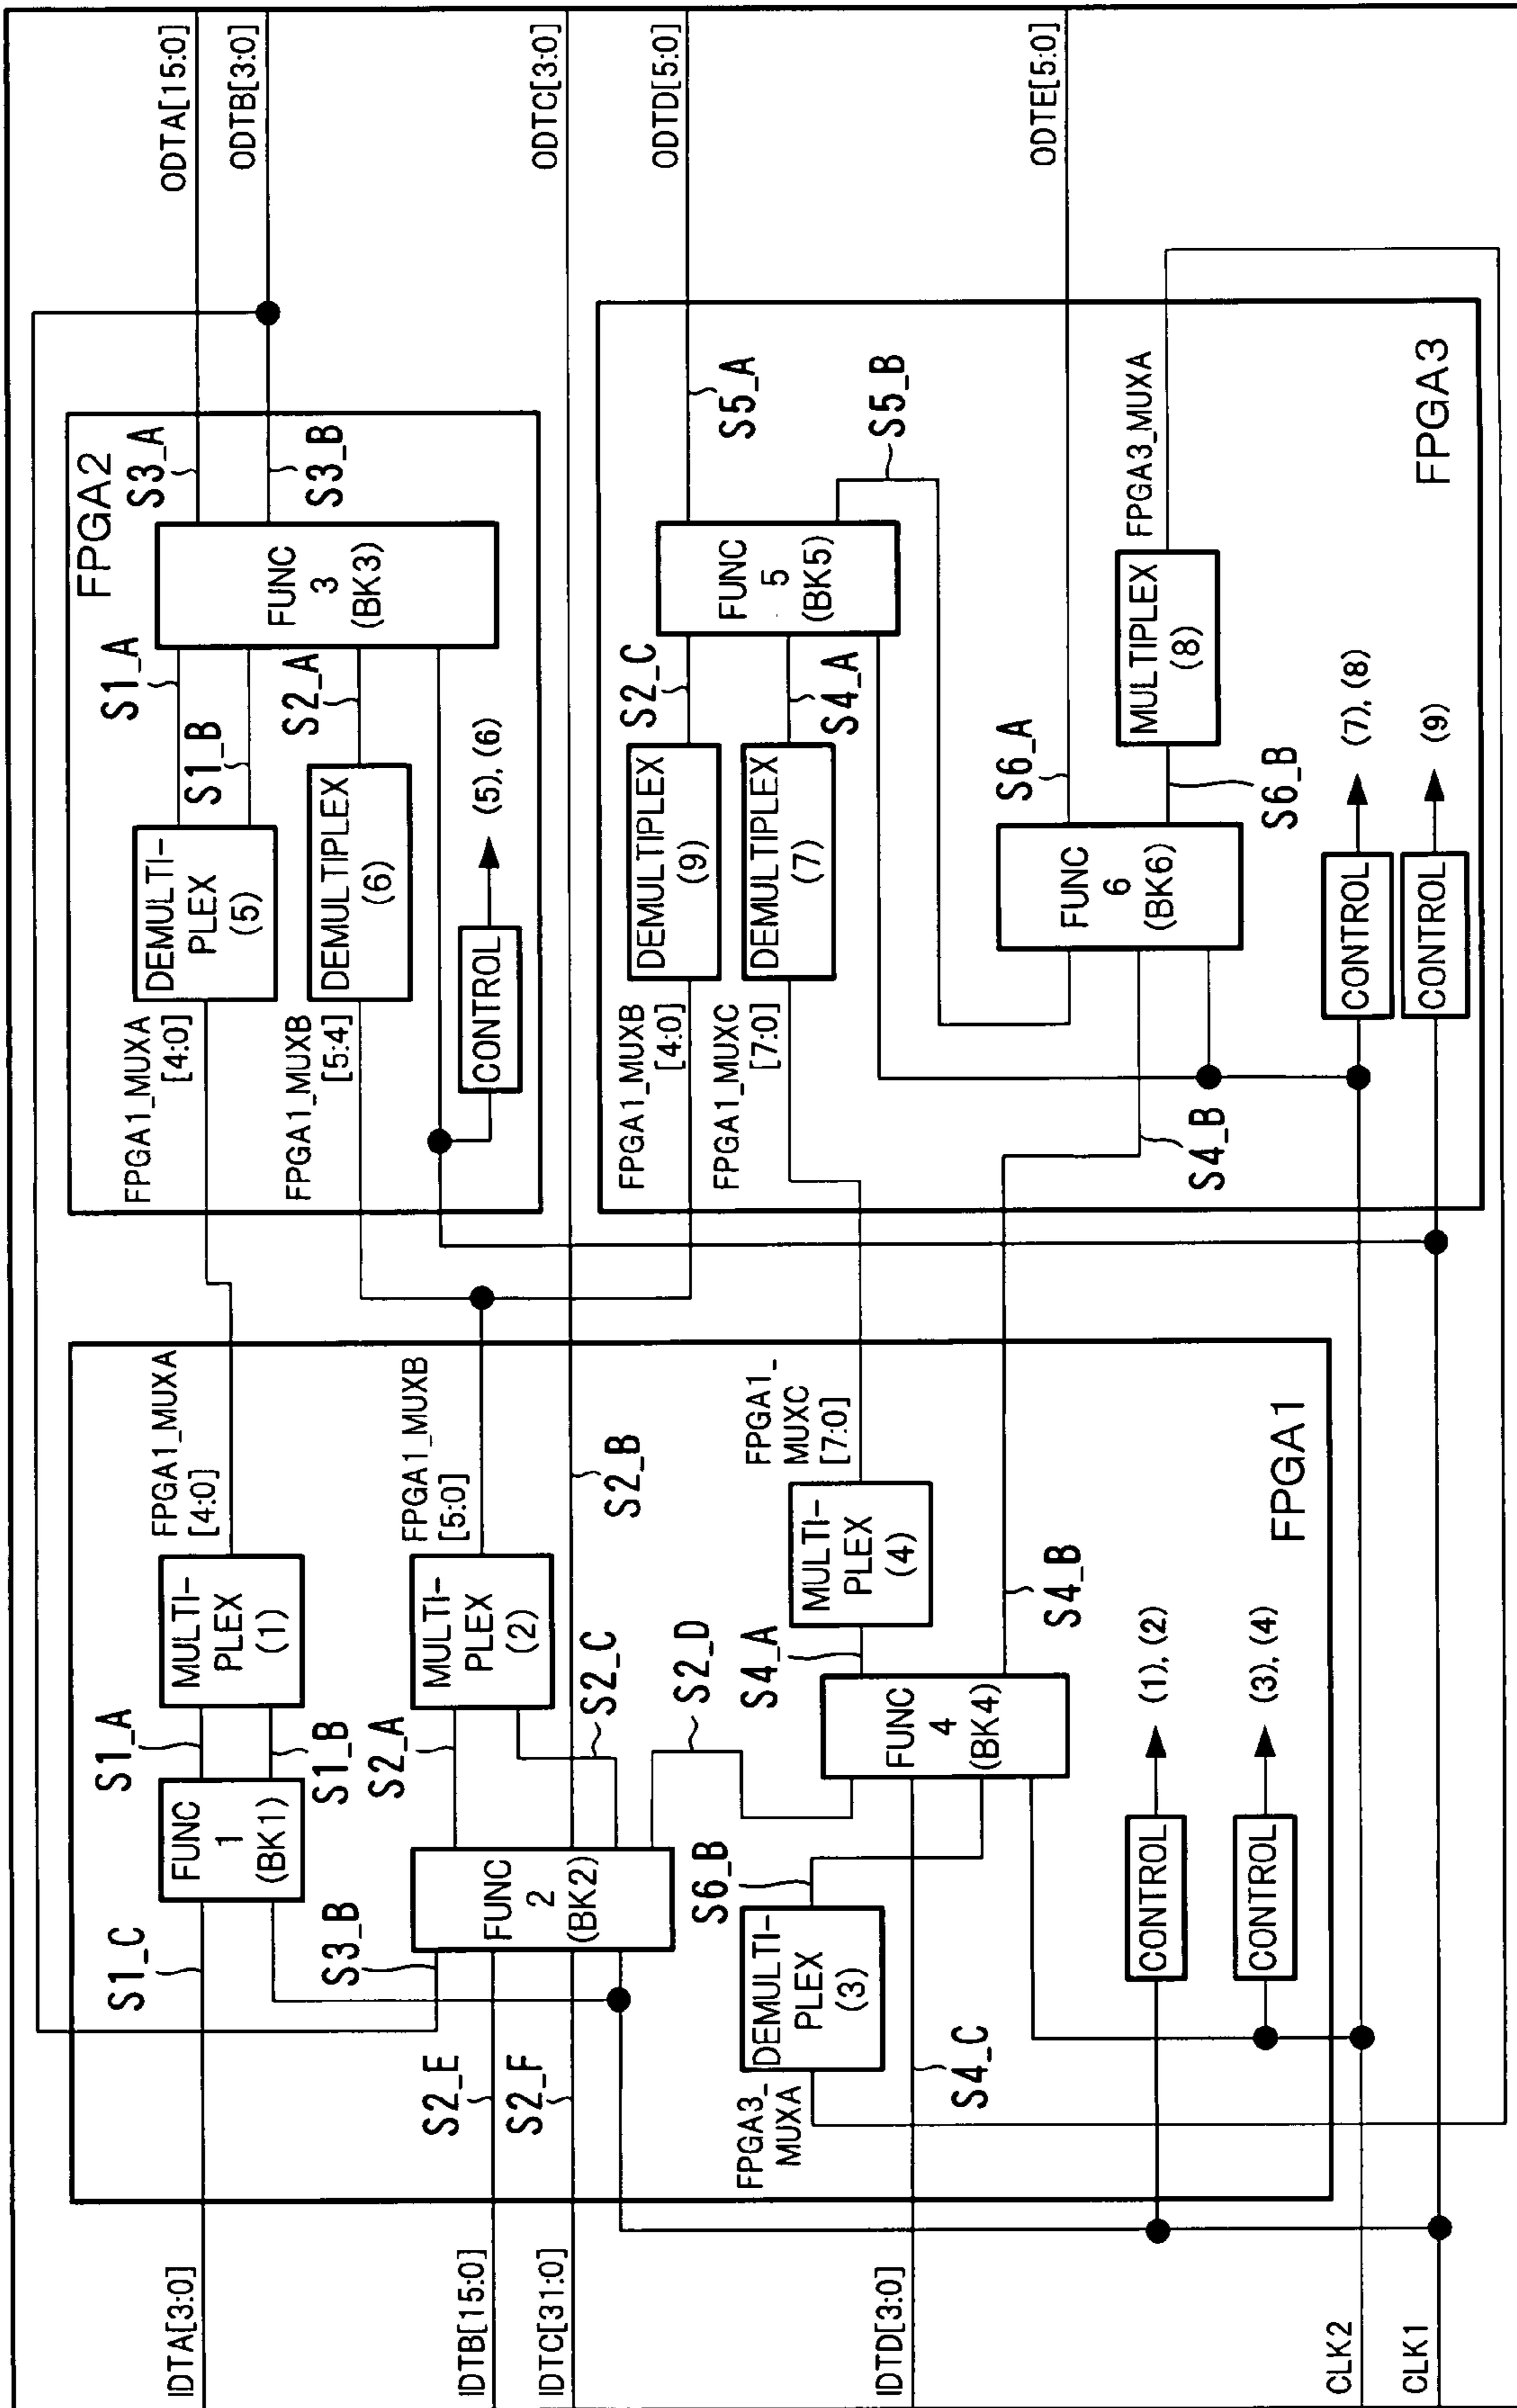 IDTA[3:0]
IDTB[15:0]
IDTC[31:0]
IDTD[3:0]
CLK2
CLK1
S1_C
S3_B
S2_E
S2_F
FUNC
1
(BK1)
S1_A
S1_B
MULTI-
PLEX
(1)
FPGA1_MUXA
[4:0]
FUNC
2
(BK2)
S2_A
S2_C
MULTI-
PLEX
(2)
FPGA1_MUXB
[5:0]
S2_B
S2_D
FPGA3_
MUXA
DEMULTI-
PLEX
(3)
S6_B
S4_C
FUNC
4
(BK4)
S4_A
S4_B
MULTI-
PLEX
(4)
FPGA1_
MUXC
[7:0]
CONTROL
(1), (2)
CONTROL
(3), (4)
FPGA1
FPGA2
FPGA1_MUXA
[4:0]
DEMULTI-
PLEX
(5)
S1_A
S1_B
FPGA1_MUXB
[5:4]
DEMULTIPLEX
(6)
S2_A
CONTROL
(5), (6)
FUNC
3
(BK3)
S3_A
S3_B
FPGA1_MUXB
[4:0]
DEMULTIPLEX
(9)
S2_C
FPGA1_MUXC
[7:0]
DEMULTIPLEX
(7)
S4_A
FUNC
5
(BK5)
S5_A
S5_B
S4_B
FUNC
6
(BK6)
S6_A
S6_B
MULTIPLEX
(8)
FPGA3_MUXA
CONTROL
(7), (8)
CONTROL
(9)
FPGA3
ODTA[15:0]
ODTB[3:0]
ODTC[3:0]
ODTD[5:0]
ODTE[5:0]